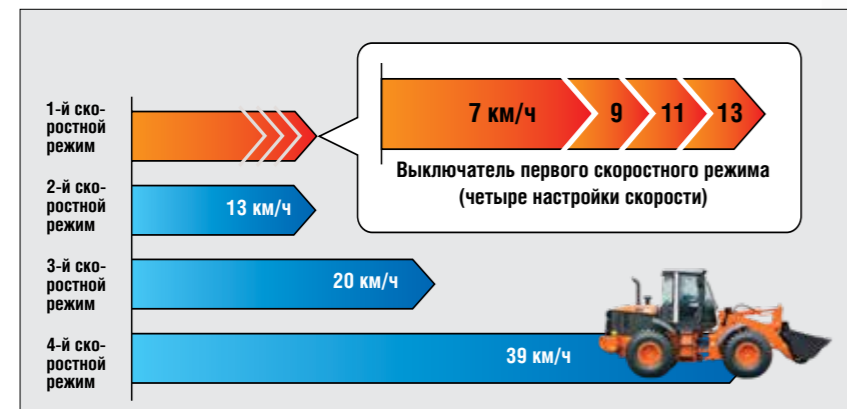 1-й ско-
ростной
режим
7 км/ч 9 11 13
Выключатель первого скоростного режима
(четыре настройки скорости)
2-й ско-
ростной
режим
13 км/ч
3-й ско-
ростной
режим
20 км/ч
4-й ско-
ростной
режим
39 км/ч